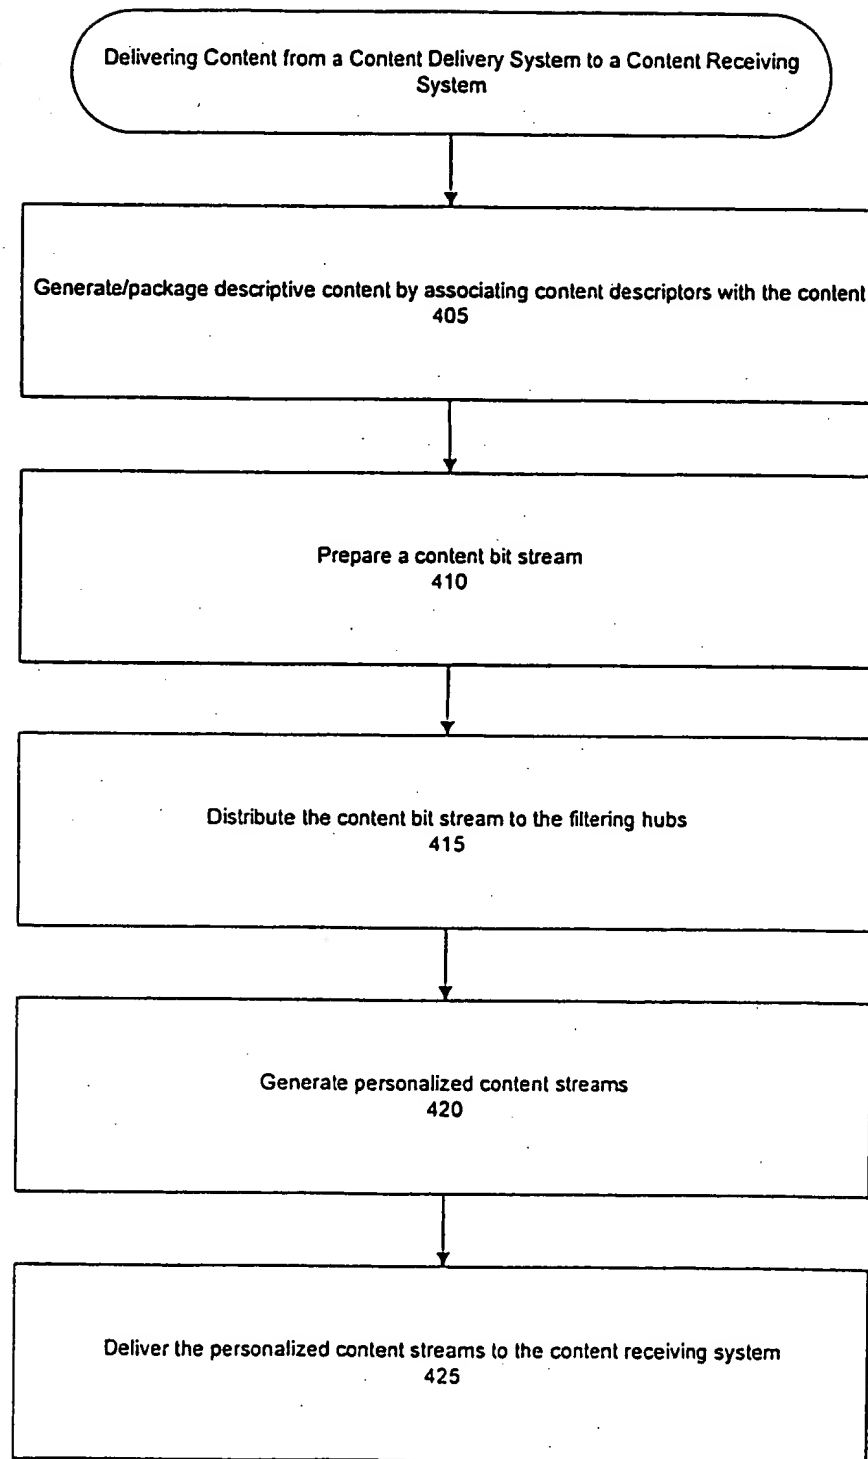 Delivering Content from a Content Delivery System to a Content Receiving
System
Generate/package descriptive content by associating content descriptors with the content
405
Prepare a content bit stream
410
Distribute the content bit stream to the filtering hubs
415
Generate personalized content streams
420
Deliver the personalized content streams to the content receiving system
425